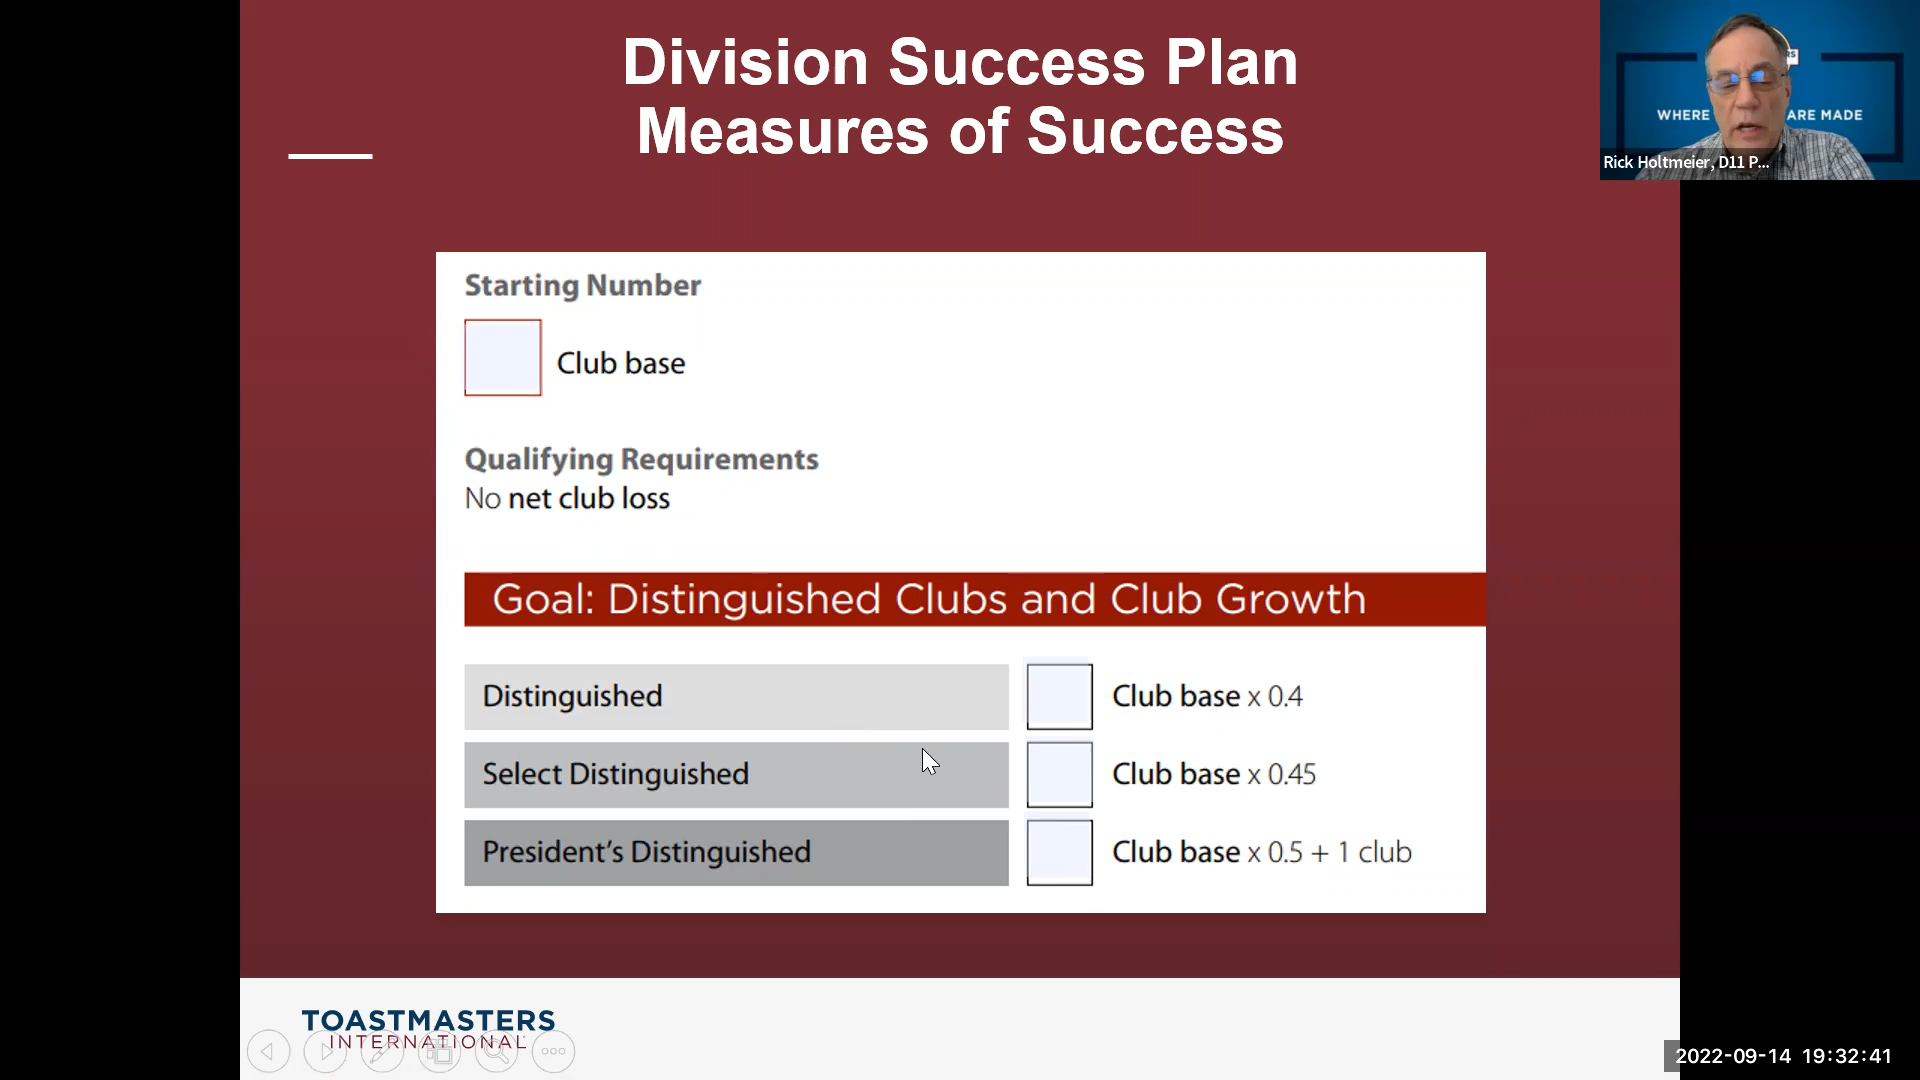 Division Success Plan
Measures of Success
WHERE ARE MADE
Rick Holtmeier, D11 P...
Starting Number
Club base
Qualifying Requirements
No net club loss
Goal: Distinguished Clubs and Club Growth
Distinguished
Club base x 0.4
Select Distinguished
Club base x 0.45
President’s Distinguished
Club base x 0.5 + 1 club
TOASTMASTERS
INTERNATIONAL
2022-09-14 19:32:41